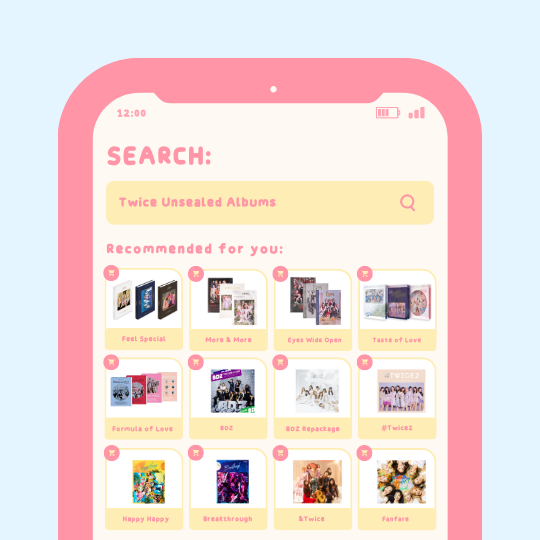 12:00
SEARCH:
Twice Unsealed Albums
Recommended for you:
Feel Special
More & More
Eyes Wide Open
Taste of Love
Formula of Love
BDZ
BDZ Repackage
#Twice2
Happy Happy
Breakthrough
&Twice
Fanfare